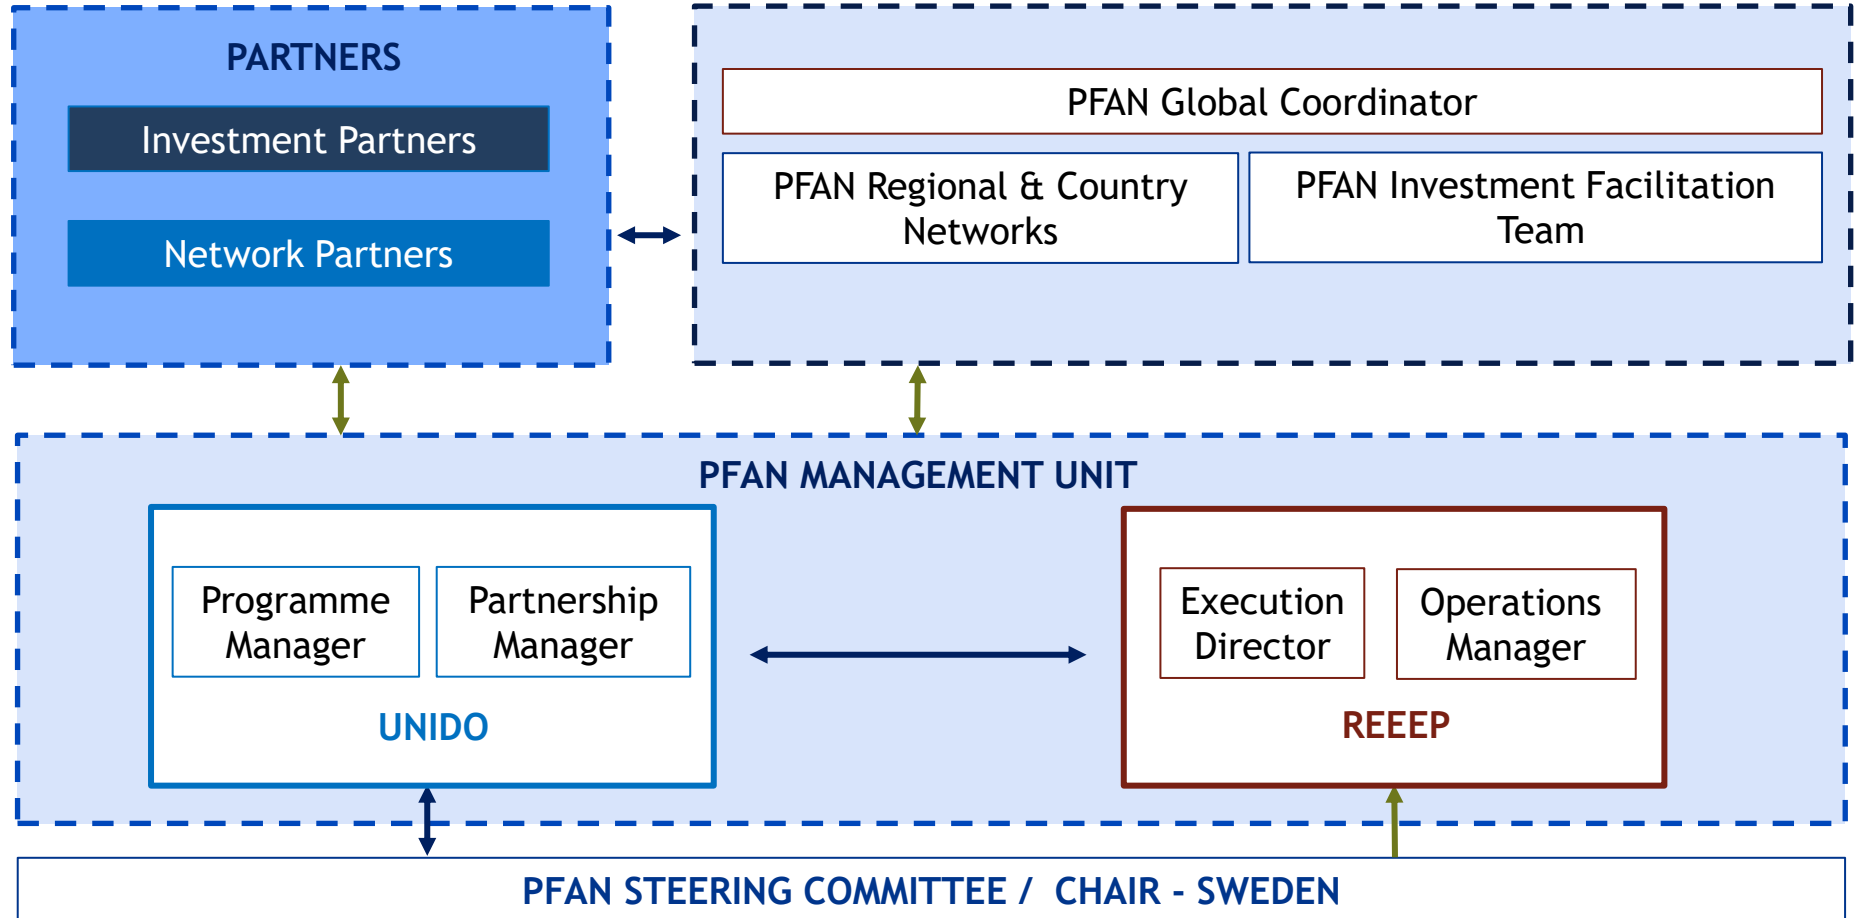 PARTNERS
Investment Partners
Network Partners
PFAN Global Coordinator
PFAN Regional & Country
Networks
PFAN Investment Facilitation
Team
PFAN MANAGEMENT UNIT
Programme
Manager
Partnership
Manager
UNIDO
Execution
Director
Operations
Manager
REEEP
PFAN STEERING COMMITTEE / CHAIR - SWEDEN